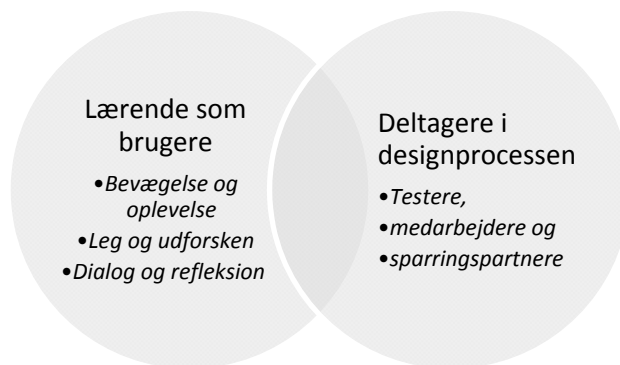 Lærende som
brugere
•Bevægelse og
oplevelse
•Leg og udforsken
•Dialog og refleksion
Deltagere i
designprocessen
•Testere,
•medarbejdere og
•sparringspartnere